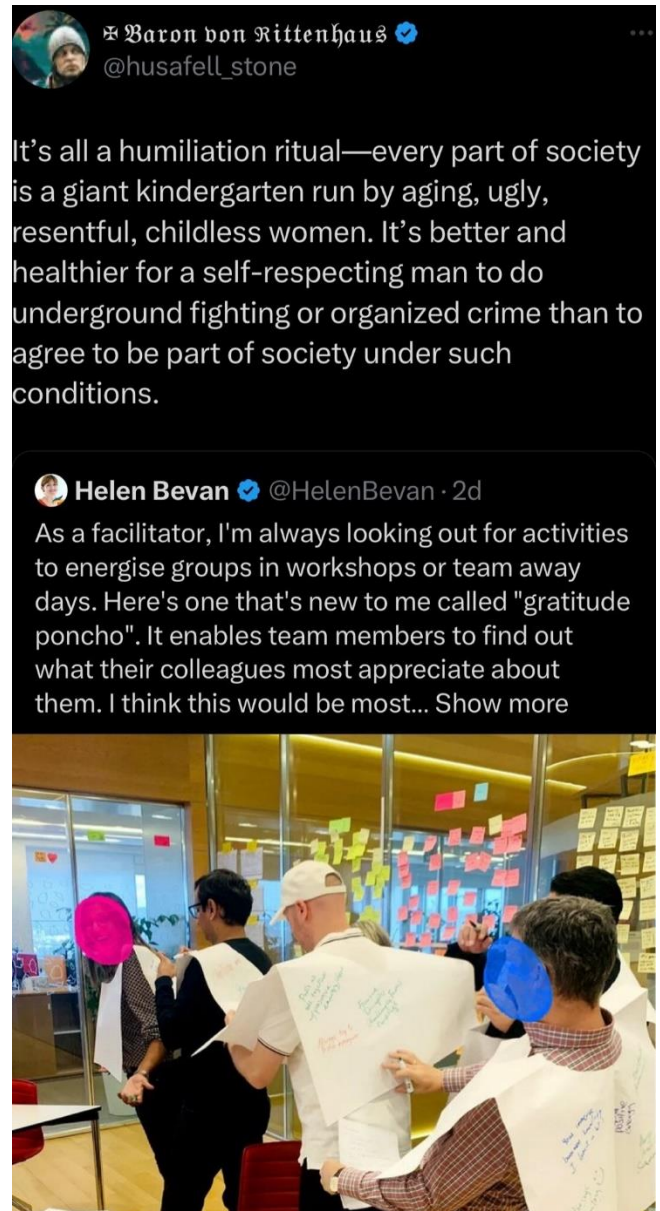 ✠ 𝔅𝔞𝔯𝔬𝔫 𝔳𝔬𝔫 ℜ𝔦𝔱𝔱𝔢𝔫𝔥𝔞𝔲𝔰
@husafell_stone
It’s all a humiliation ritual—every part of society
is a giant kindergarten run by aging, ugly,
resentful, childless women. It’s better and
healthier for a self-respecting man to do
underground fighting or organized crime than to
agree to be part of society under such
conditions.
Helen Bevan @HelenBevan · 2d
As a facilitator, I'm always looking out for activities
to energise groups in workshops or team away
days. Here's one that's new to me called "gratitude
poncho". It enables team members to find out
what their colleagues most appreciate about
them. I think this would be most... Show more